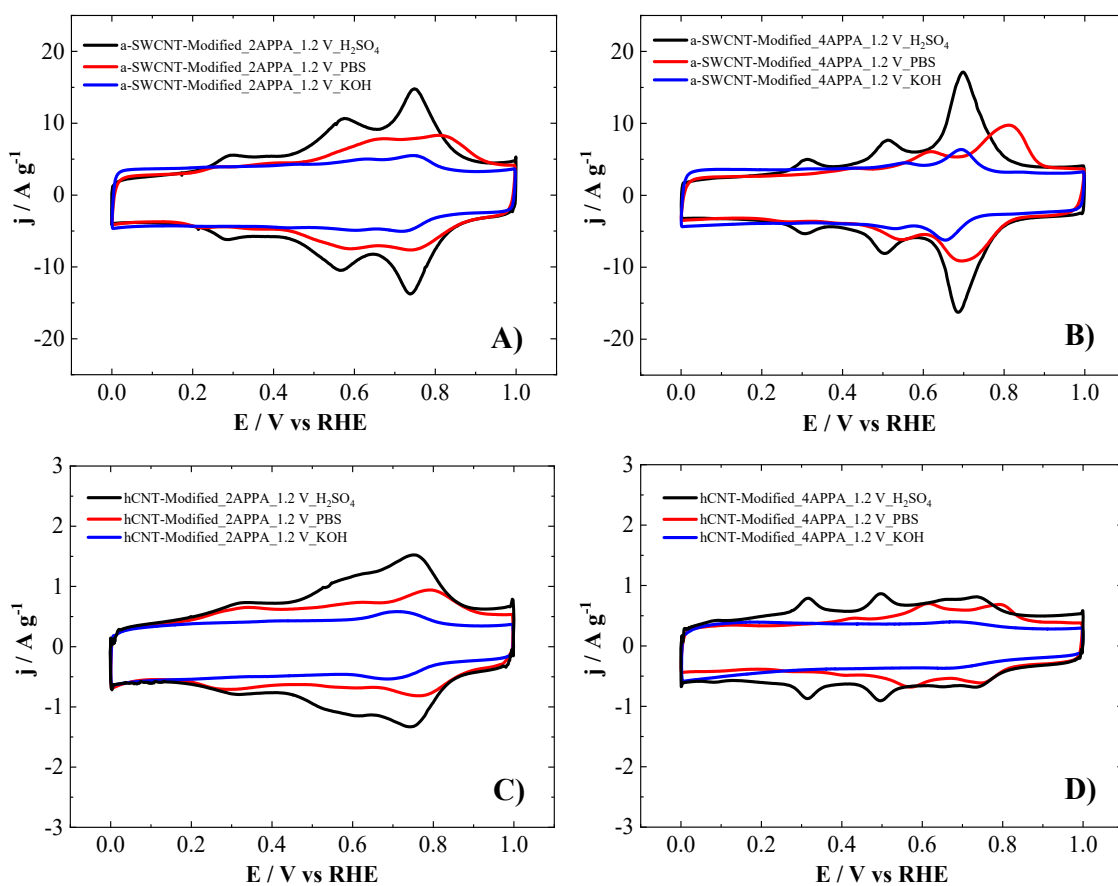 a-SWCNT-Modified_2APPA_1.2 V_H₂SO₄
a-SWCNT-Modified_2APPA_1.2 V_PBS
a-SWCNT-Modified_2APPA_1.2 V_KOH
20
10
0
-10
-20
j / A g⁻¹
0.0 0.2 0.4 0.6 0.8 1.0
E / V vs RHE
A)
a-SWCNT-Modified_4APPA_1.2 V_H₂SO₄
a-SWCNT-Modified_4APPA_1.2 V_PBS
a-SWCNT-Modified_4APPA_1.2 V_KOH
20
10
0
-10
-20
j / A g⁻¹
0.0 0.2 0.4 0.6 0.8 1.0
E / V vs RHE
B)
hCNT-Modified_2APPA_1.2 V_H₂SO₄
hCNT-Modified_2APPA_1.2 V_PBS
hCNT-Modified_2APPA_1.2 V_KOH
3
2
1
0
-1
-2
-3
j / A g⁻¹
0.0 0.2 0.4 0.6 0.8 1.0
E / V vs RHE
C)
hCNT-Modified_4APPA_1.2 V_H₂SO₄
hCNT-Modified_4APPA_1.2 V_PBS
hCNT-Modified_4APPA_1.2 V_KOH
3
2
1
0
-1
-2
-3
j / A g⁻¹
0.0 0.2 0.4 0.6 0.8 1.0
E / V vs RHE
D)